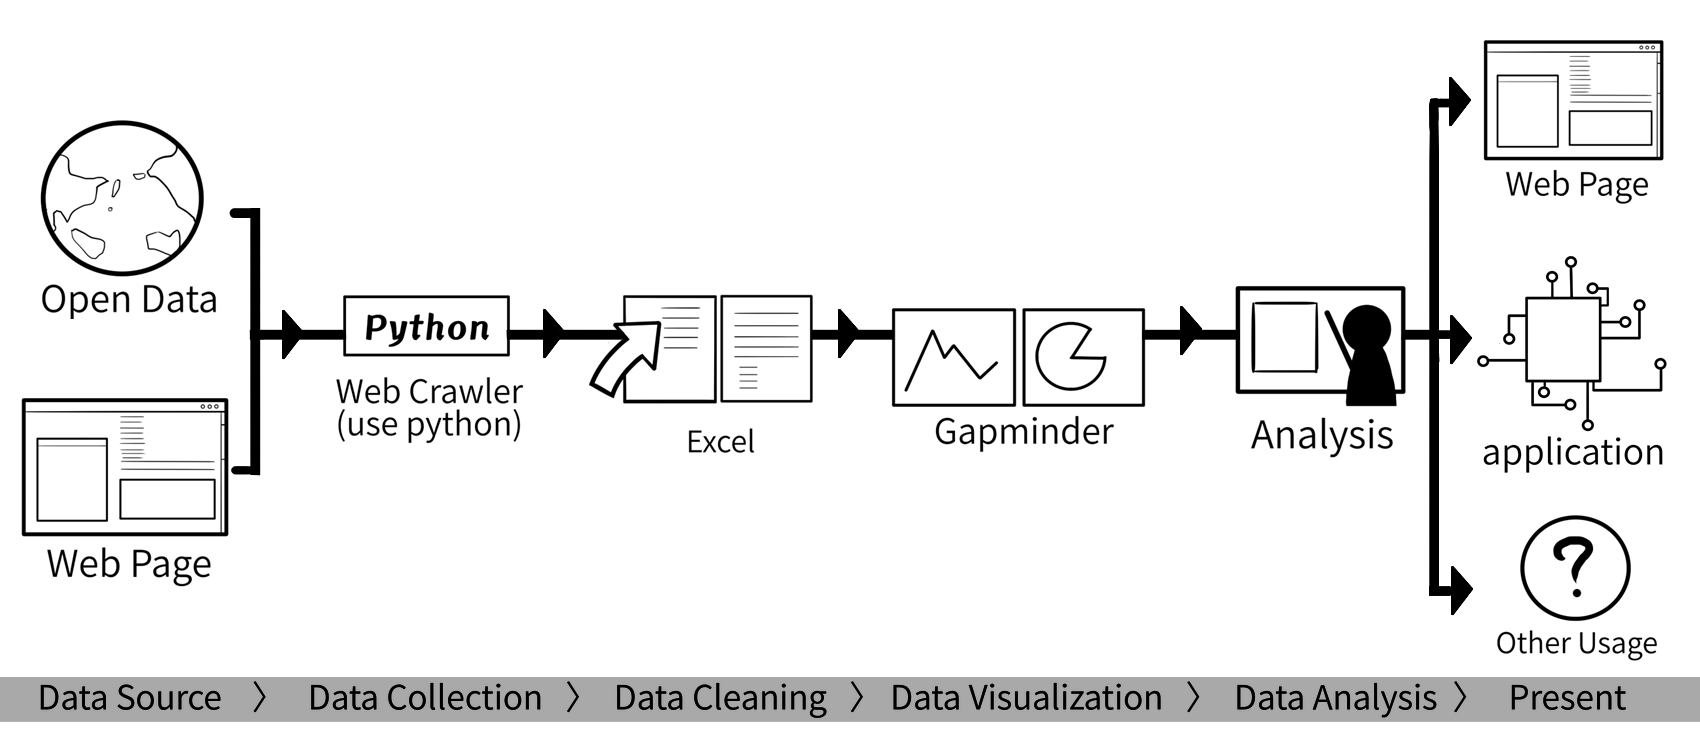 Open Data
Web Page
Python
Web Crawler
(use python)
Excel
Gapminder
Analysis
Web Page
application
?
Other Usage
Data Source 〉 Data Collection 〉 Data Cleaning 〉 Data Visualization 〉 Data Analysis 〉 Present